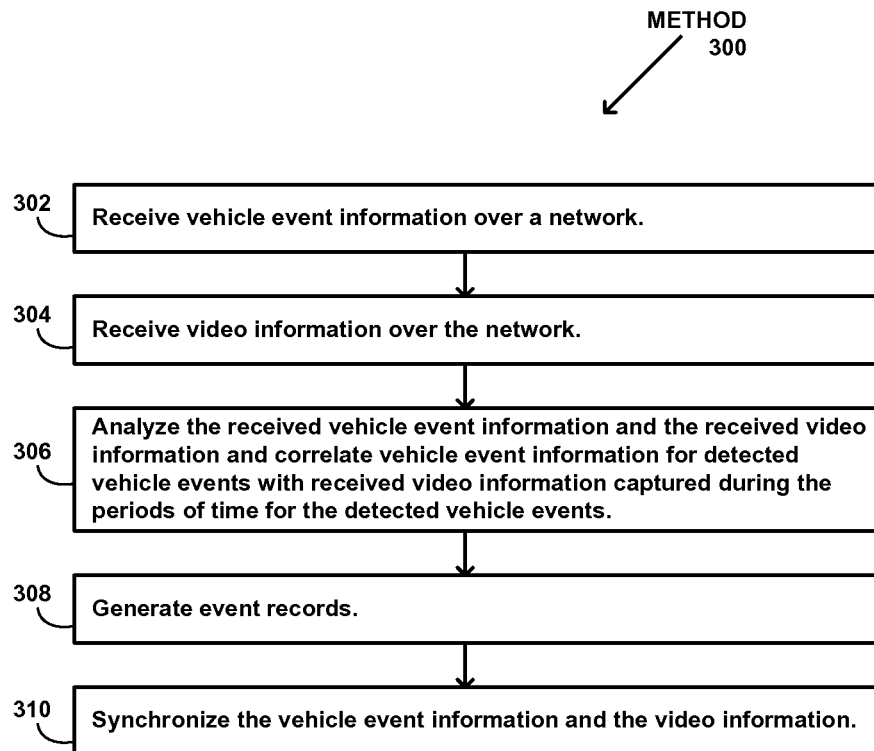 METHOD
300
302
Receive vehicle event information over a network.
304
Receive video information over the network.
306
Analyze the received vehicle event information and the received video
information and correlate vehicle event information for detected
vehicle events with received video information captured during the
periods of time for the detected vehicle events.
308
Generate event records.
310
Synchronize the vehicle event information and the video information.